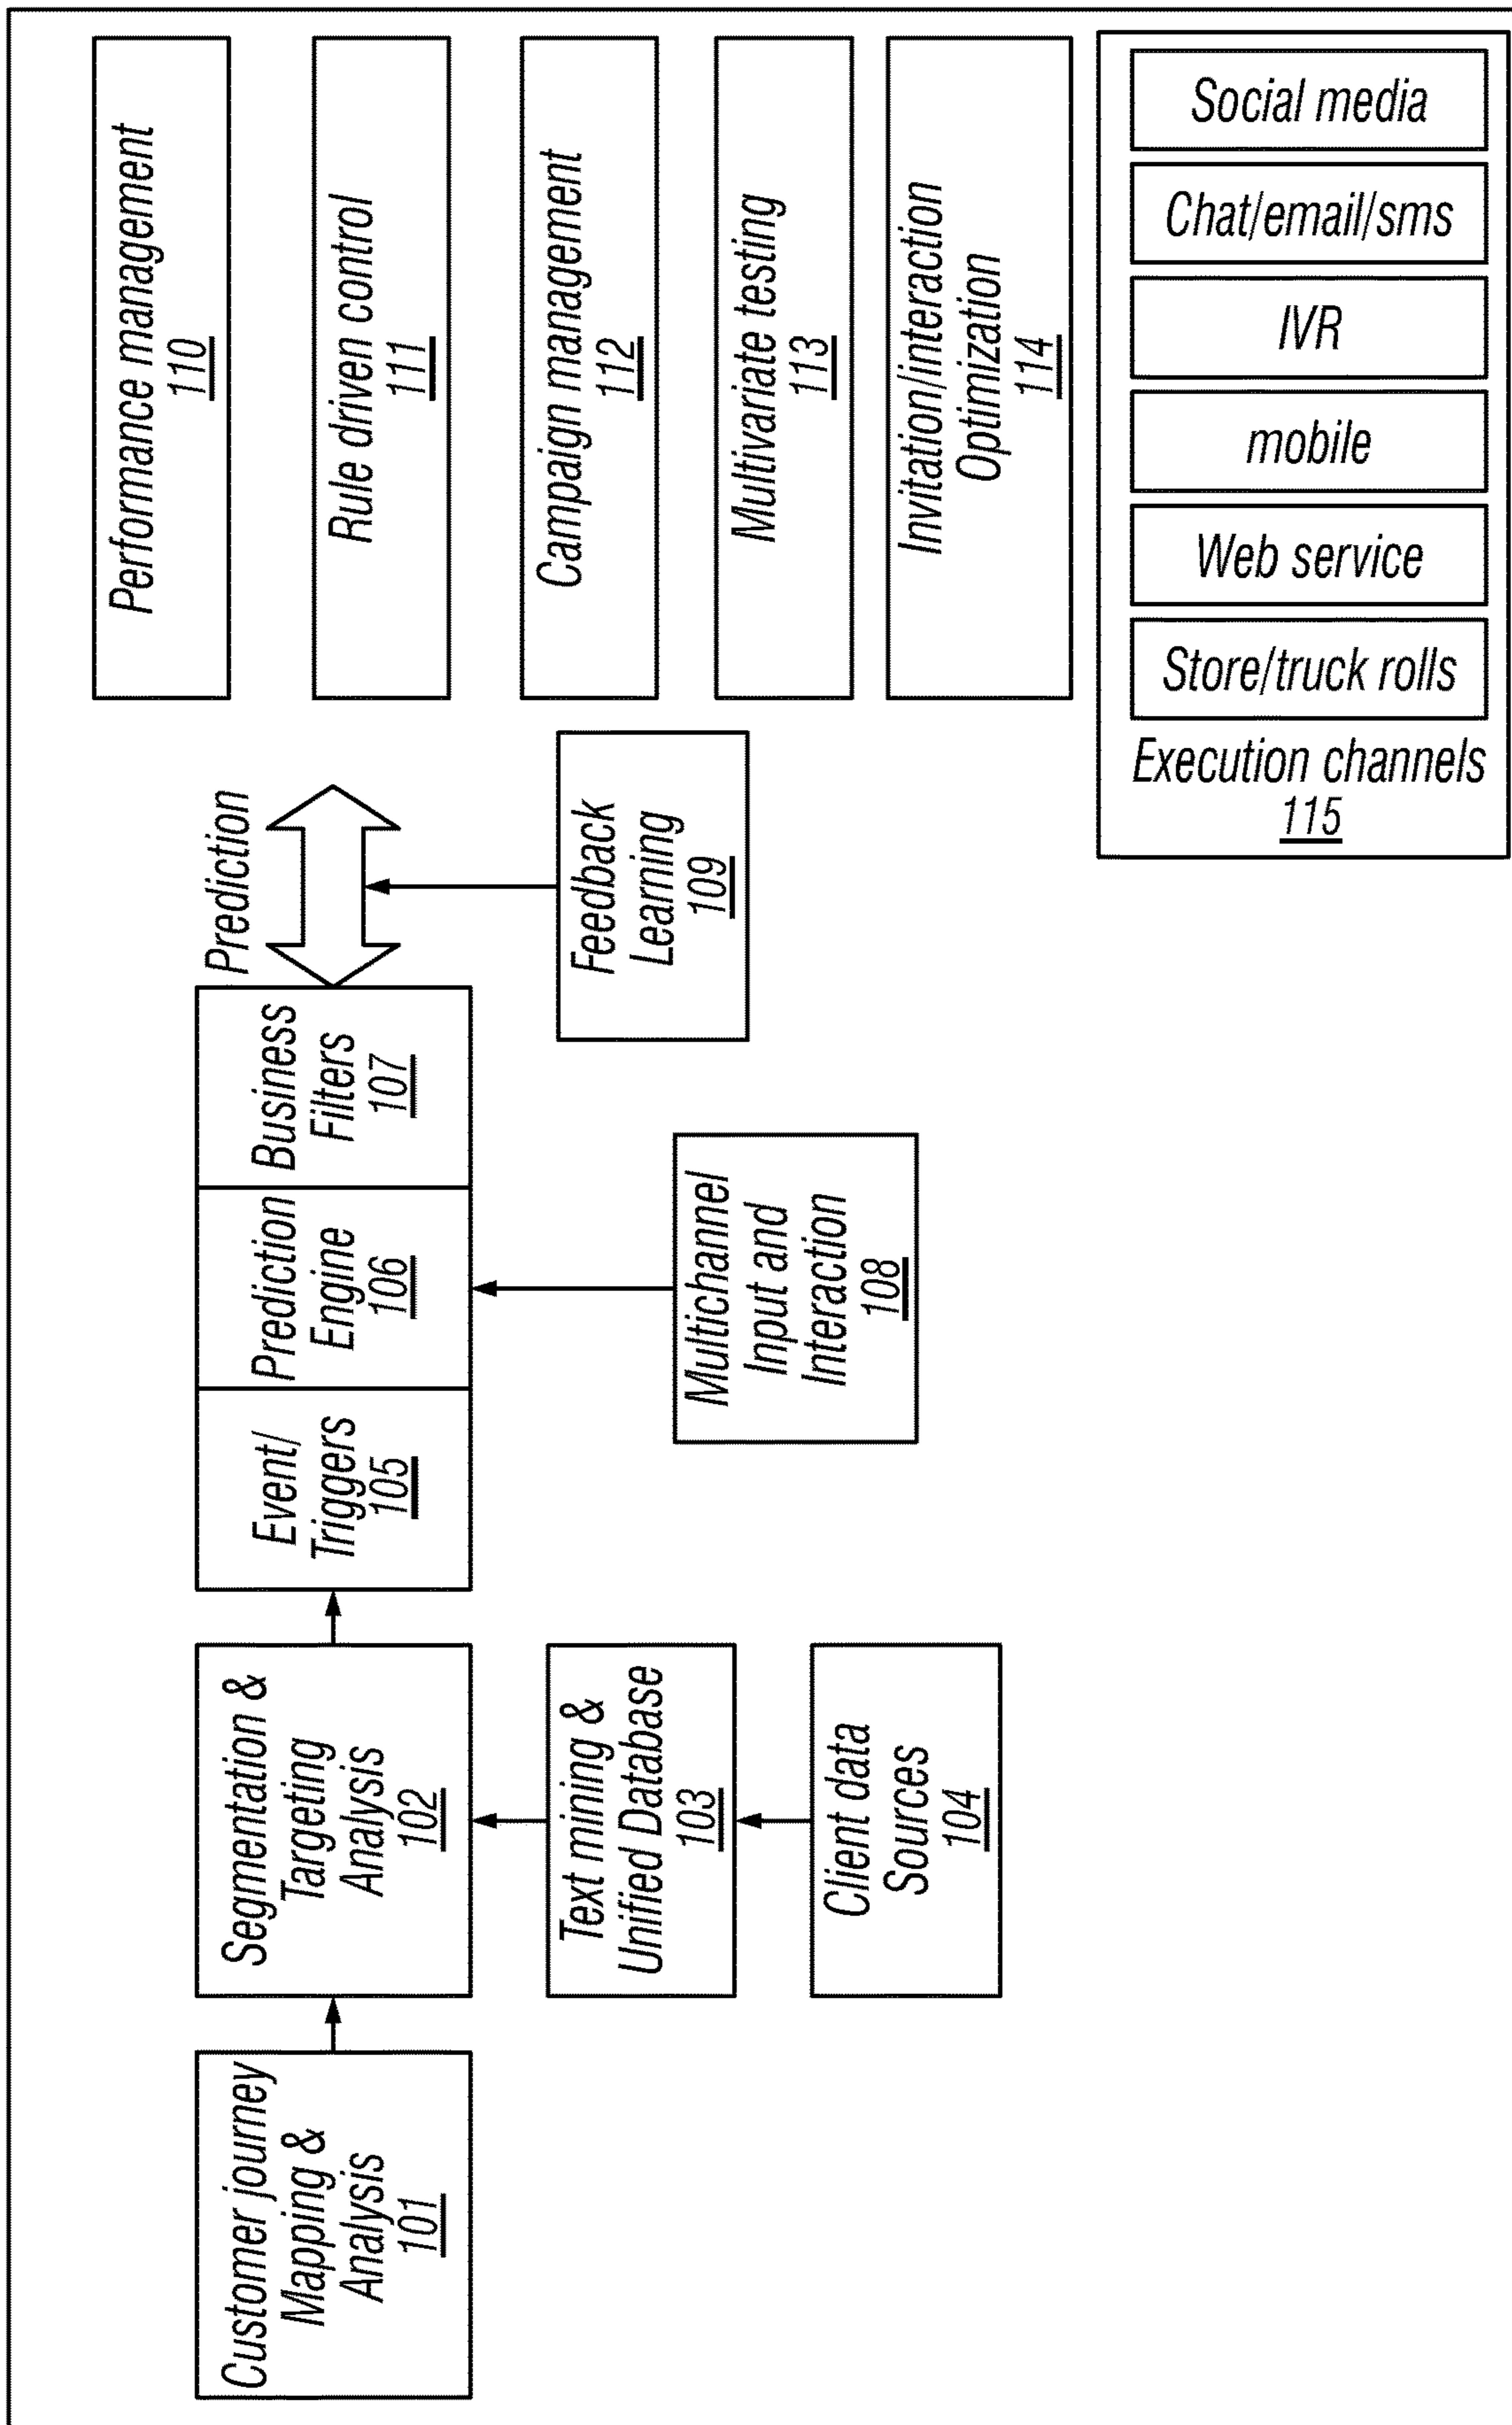 Customer journey
Mapping &
Analysis
101
Segmentation &
Targeting
Analysis
102
Text mining &
Unified Database
103
Client data
Sources
104
Event/
Triggers
105
Prediction
Engine
106
Business
Filters
107
Multichannel
Input and
Interaction
108
Prediction
Feedback
Learning
109
Performance management
110
Rule driven control
111
Campaign management
112
Multivariate testing
113
Invitation/interaction
Optimization
114
Social media
Chat/email/sms
IVR
mobile
Web service
Store/truck rolls
Execution channels
115